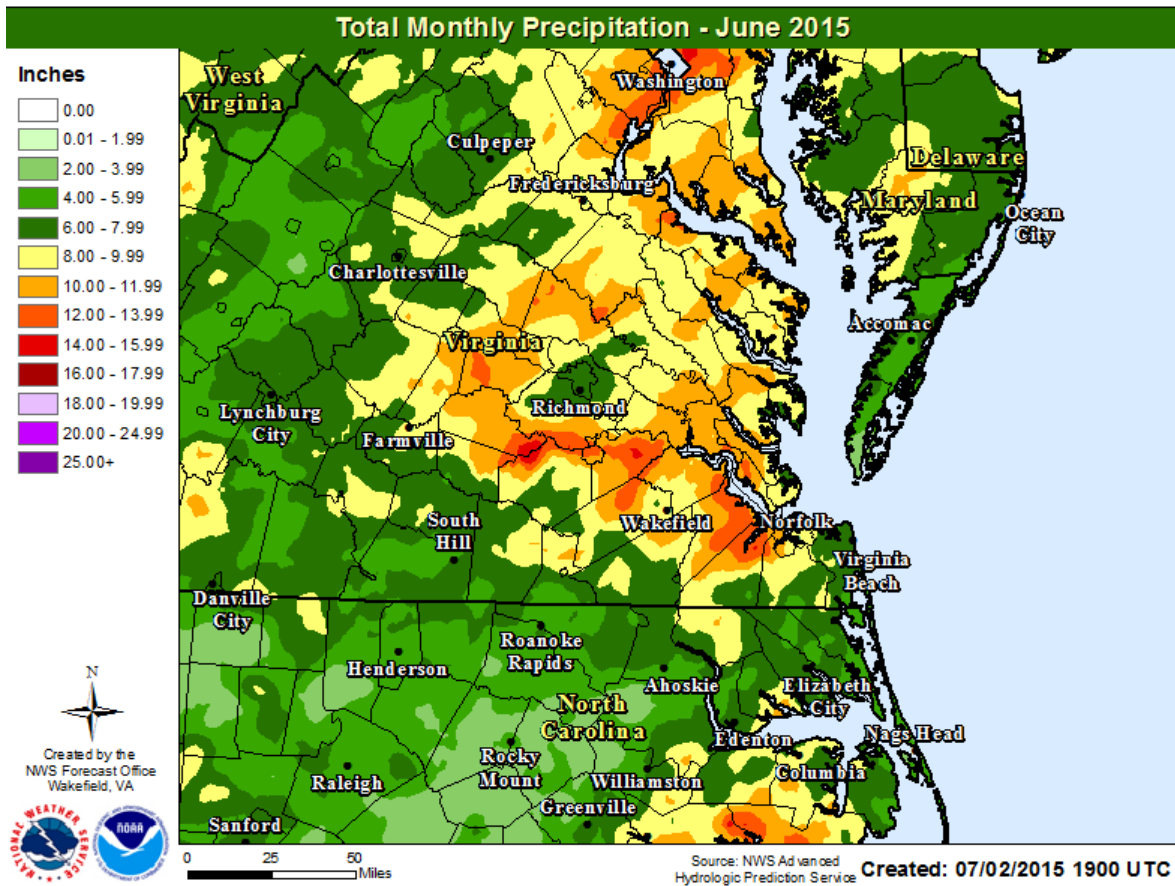 Total Monthly Precipitation - June 2015
Inches
0.00
0.01 - 1.99
2.00 - 3.99
4.00 - 5.99
6.00 - 7.99
8.00 - 9.99
10.00 - 11.99
12.00 - 13.99
14.00 - 15.99
16.00 - 17.99
18.00 - 19.99
20.00 - 24.99
25.00+
West
Virginia
Washington
Culpeper
Fredericksburg
Delaware
Maryland
Ocean
City
Charlottesville
Accomac
Virginia
Lynchburg
City
Richmond
Farmville
South
Hill
Wakefield
Norfolk
Virginia
Beach
Danville
City
Roanoke
Rapids
Henderson
Ahoskie
Elizabeth
City
North
Carolina
Edenton
Nags Head
Rocky
Mount
Columbia
Raleigh
Williamston
Greenville
Sanford
N
Created by the
NWS Forecast Office
Wakefield, VA
NATIONAL WEATHER SERVICE
NOAA
0 25 50
Miles
Source: NWS Advanced
Hydrologic Prediction Service
Created: 07/02/2015 1900 UTC